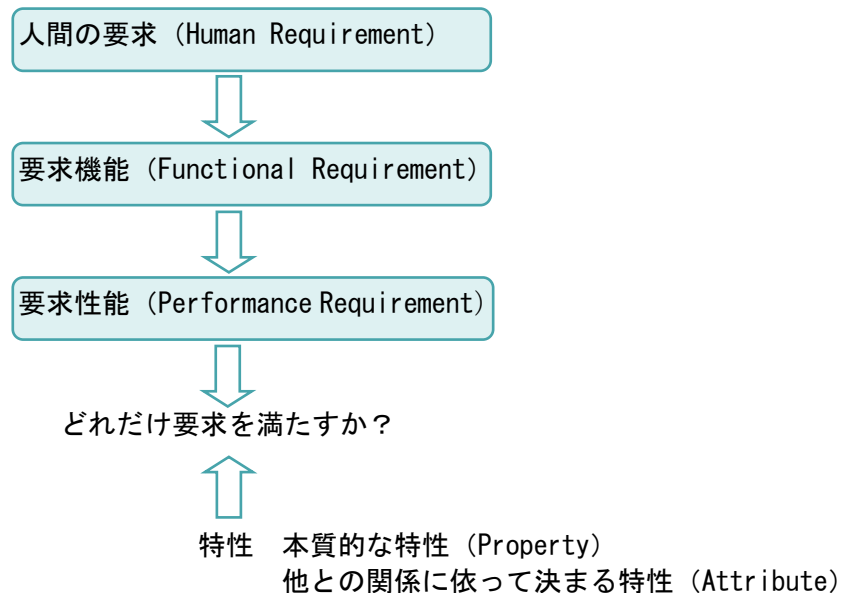 人間の要求（Human Requirement）
要求機能（Functional Requirement）
要求性能（Performance Requirement）
どれだけ要求を満たすか？
特性　本質的な特性（Property）
他との関係に依って決まる特性（Attribute）